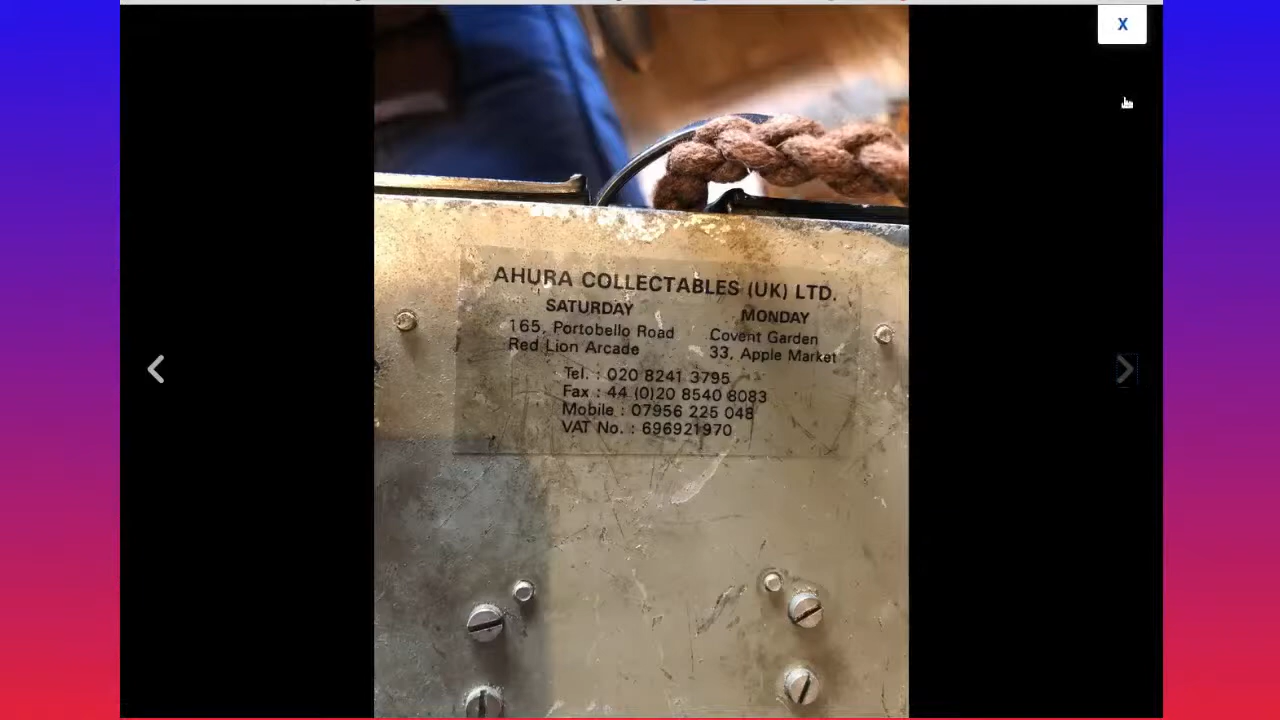 X
AHURA COLLECTABLES (UK) LTD.
SATURDAY MONDAY
165, Portobello Road Covent Garden
Red Lion Arcade 33, Apple Market
Tel. : 020 8241 3795
Fax : 44 (0)20 8540 8083
Mobile : 07956 225 048
VAT No. : 696921970